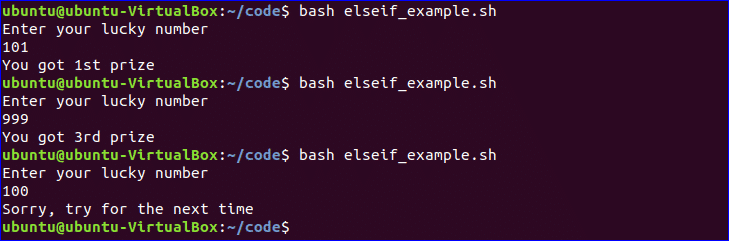 ubuntu@ubuntu-VirtualBox:~/code$ bash elseif_example.sh
Enter your lucky number
101
You got 1st prize
ubuntu@ubuntu-VirtualBox:~/code$ bash elseif_example.sh
Enter your lucky number
999
You got 3rd prize
ubuntu@ubuntu-VirtualBox:~/code$ bash elseif_example.sh
Enter your lucky number
100
Sorry, try for the next time
ubuntu@ubuntu-VirtualBox:~/code$